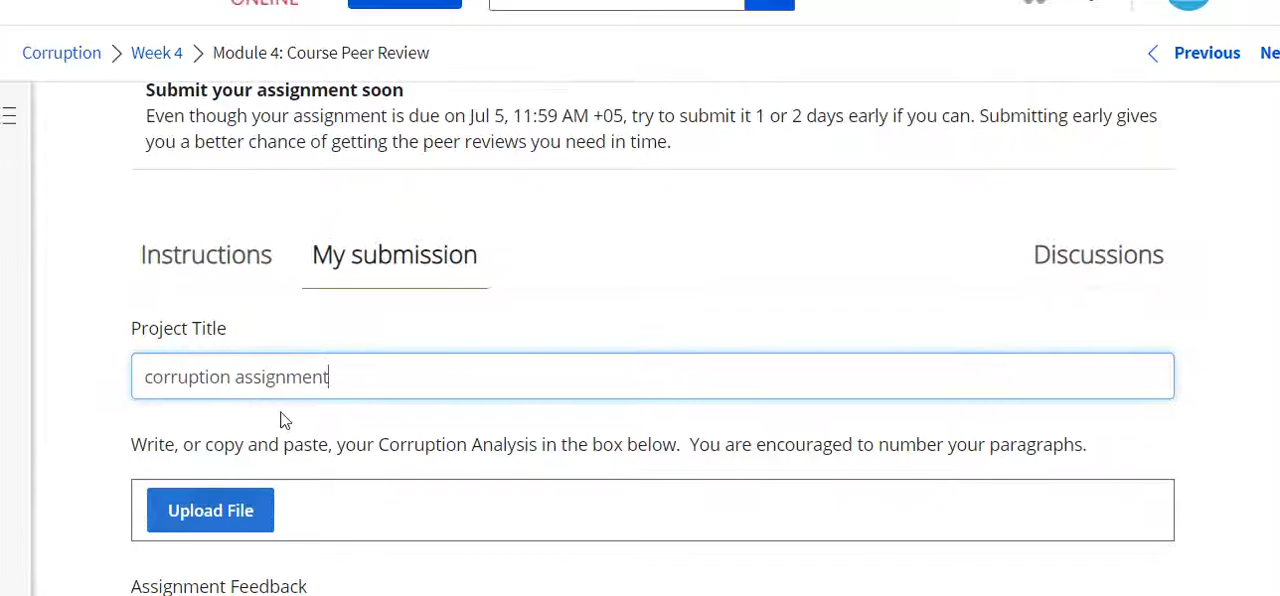 ONLINE
Corruption > Week 4 > Module 4: Course Peer Review
Previous
Ne
Submit your assignment soon
Even though your assignment is due on Jul 5, 11:59 AM +05, try to submit it 1 or 2 days early if you can. Submitting early gives
you a better chance of getting the peer reviews you need in time.
Instructions
My submission
Discussions
Project Title
corruption assignment
Write, or copy and paste, your Corruption Analysis in the box below.  You are encouraged to number your paragraphs.
Upload File
Assignment Feedback